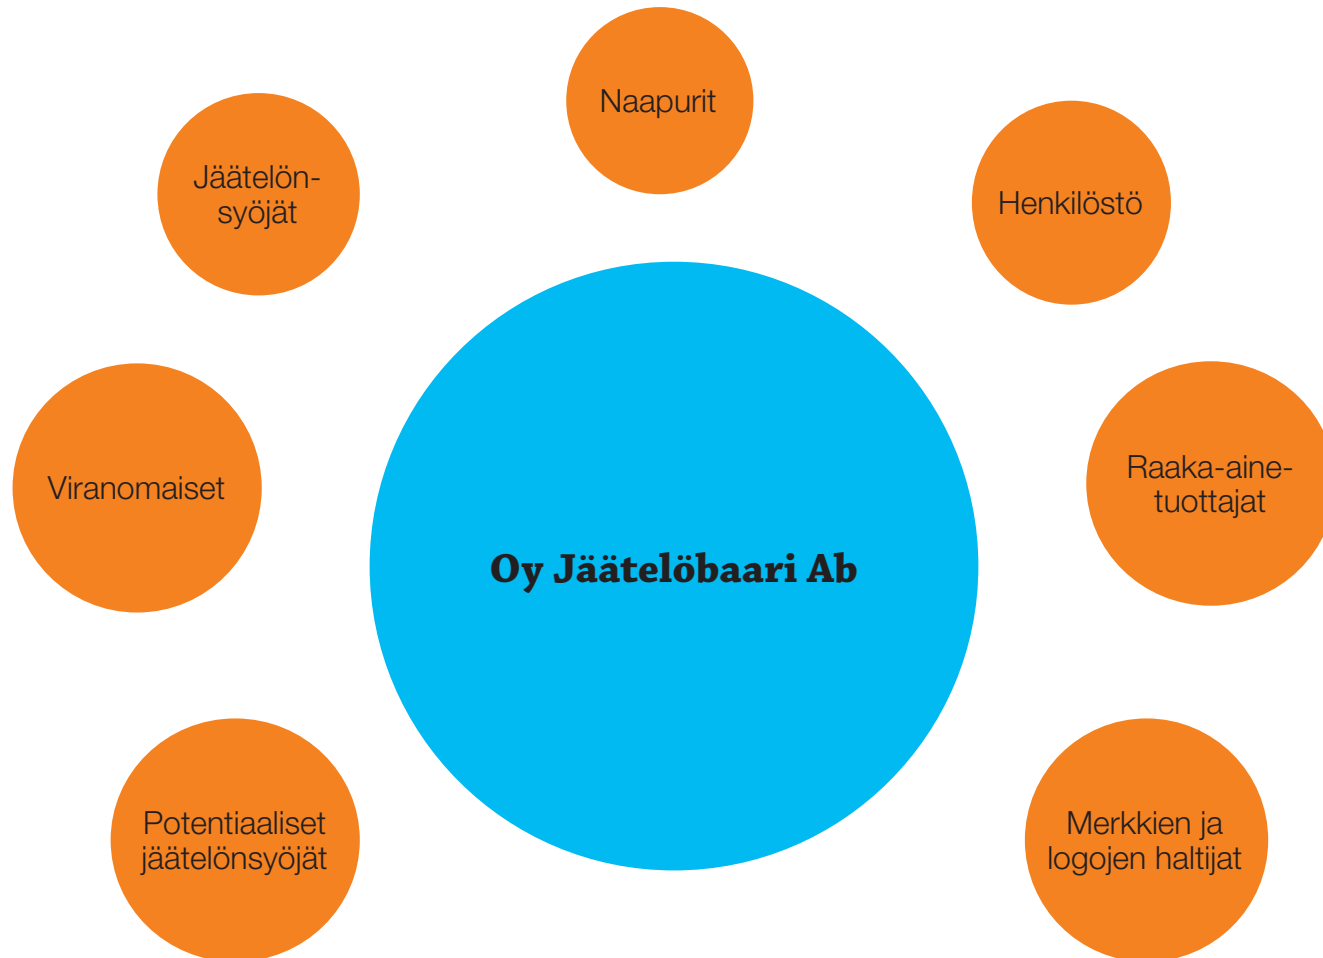 Naapurit
Jäätelön-
syöjät
Henkilöstö
Viranomaiset
Raaka-aine-
tuottajat
Oy Jäätelöbaari Ab
Potentiaaliset
jäätelönsyöjät
Merkkien ja
logojen haltijat